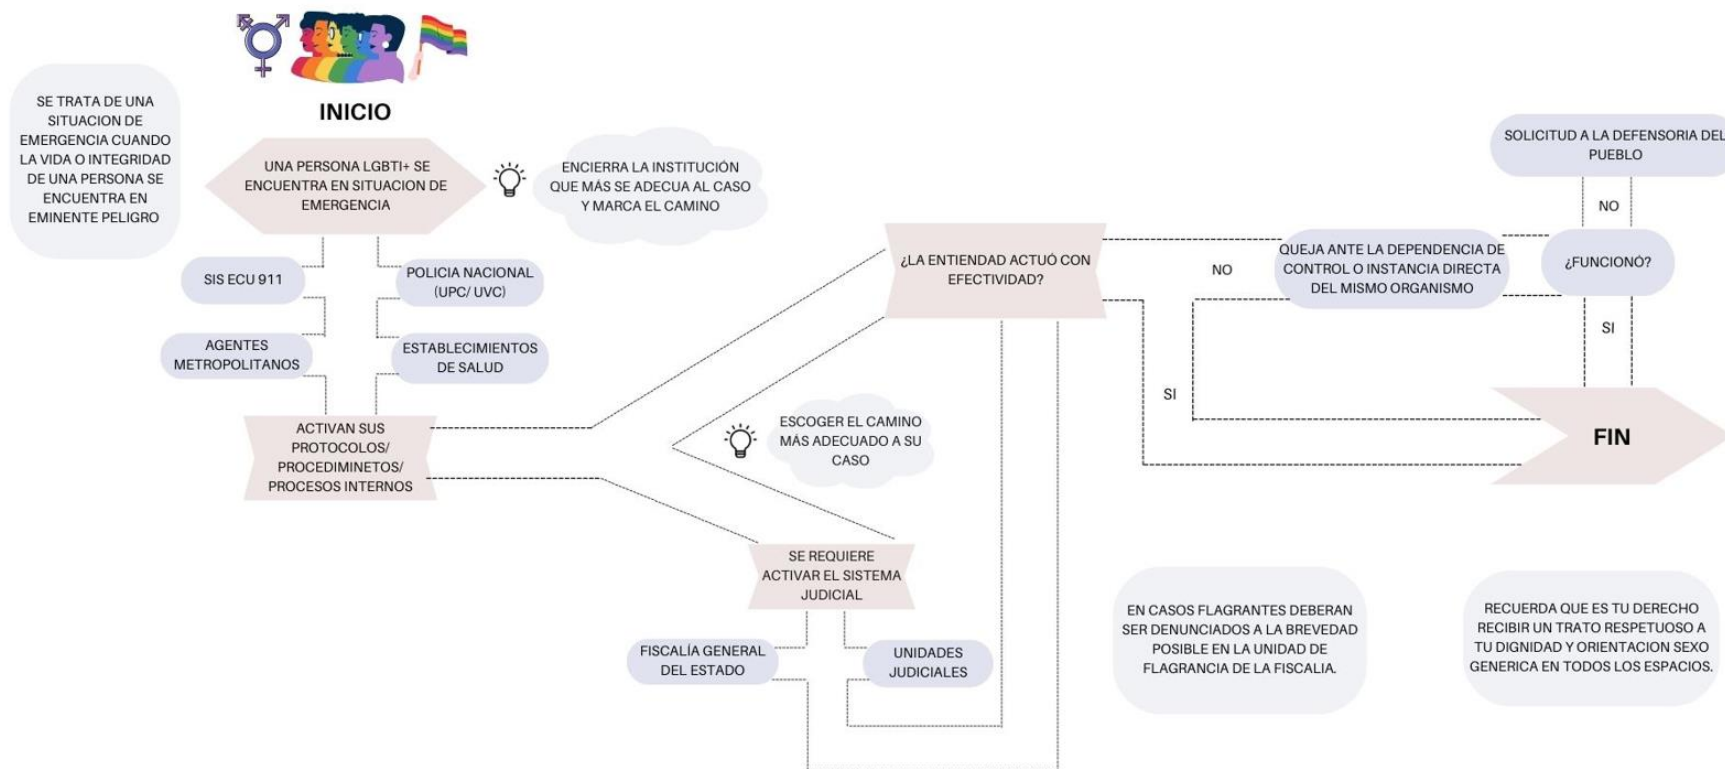 INICIO
SE TRATA DE UNA
SITUACION DE
EMERGENCIA CUANDO
LA VIDA O INTEGRIDAD
DE UNA PERSONA SE
ENCUENTRA EN
EMINENTE PELIGRO
UNA PERSONA LGBTI+ SE
ENCUENTRA EN SITUACION DE
EMERGENCIA
ENCIERRA LA INSTITUCIÓN
QUE MÁS SE ADECUA AL CASO
Y MARCA EL CAMINO
SIS ECU 911
POLICIA NACIONAL
(UPC/ UVC)
AGENTES
METROPOLITANOS
ESTABLECIMIENTOS
DE SALUD
ACTIVAN SUS
PROTOCOLOS/
PROCEDIMINETOS/
PROCESOS INTERNOS
ESCOGER EL CAMINO
MÁS ADECUADO A SU
CASO
¿LA ENTIENDAD ACTUÓ CON
EFECTIVIDAD?
SE REQUIERE
ACTIVAR EL SISTEMA
JUDICIAL
FISCALÍA GENERAL
DEL ESTADO
UNIDADES
JUDICIALES
NO
QUEJA ANTE LA DEPENDENCIA DE
CONTROL O INSTANCIA DIRECTA
DEL MISMO ORGANISMO
¿FUNCIONÓ?
NO
SOLICITUD A LA DEFENSORIA DEL
PUEBLO
SI
SI
FIN
EN CASOS FLAGRANTES DEBERAN
SER DENUNCIADOS A LA BREVEDAD
POSIBLE EN LA UNIDAD DE
FLAGRANCIA DE LA FISCALIA.
RECUERDA QUE ES TU DERECHO
RECIBIR UN TRATO RESPETUOSO A
TU DIGNIDAD Y ORIENTACION SEXO
GENERICA EN TODOS LOS ESPACIOS.